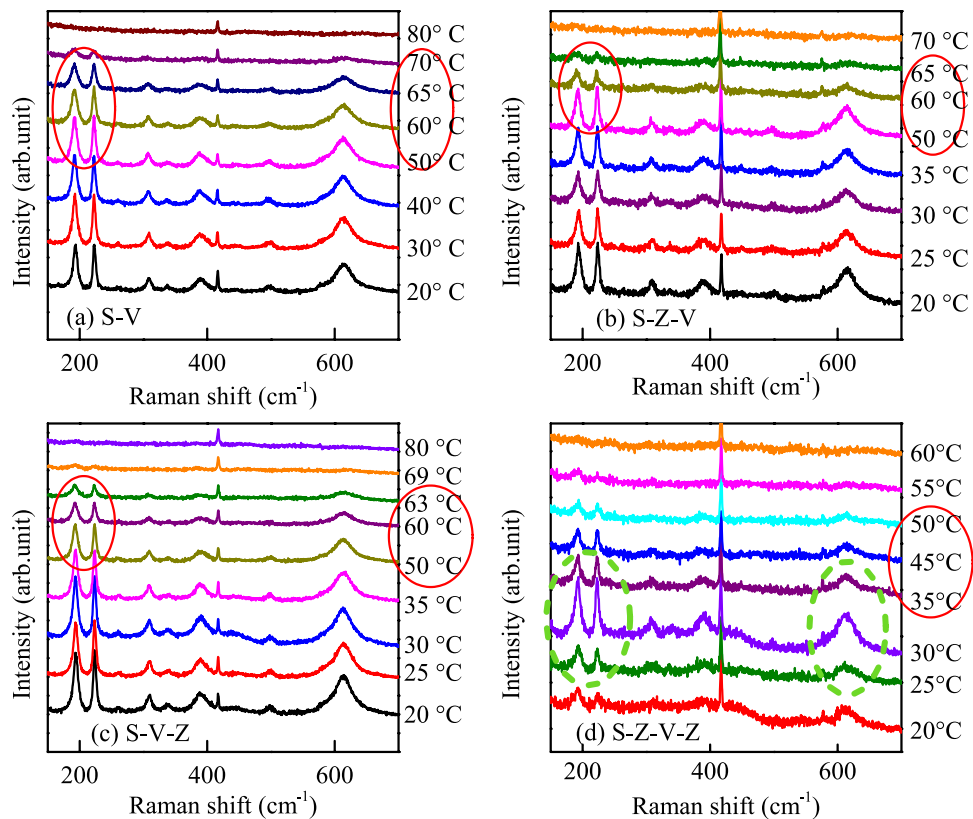 Intensity (arb.unit)
80° C
70° C
65° C
60° C
50° C
40° C
30° C
20° C
(a) S-V
200 400 600
Raman shift (cm⁻¹)
Intensity (arb.unit)
70 °C
65 °C
60 °C
50 °C
35 °C
30 °C
25 °C
20 °C
(b) S-Z-V
200 400 600
Raman shift (cm⁻¹)
Intensity (arb.unit)
80 °C
69 °C
63 °C
60 °C
50 °C
35 °C
30 °C
25 °C
20 °C
(c) S-V-Z
200 400 600
Raman shift (cm⁻¹)
Intensity (arb.unit)
60°C
55°C
50°C
45°C
35°C
30°C
25°C
20°C
(d) S-Z-V-Z
200 400 600
Raman shift (cm⁻¹)